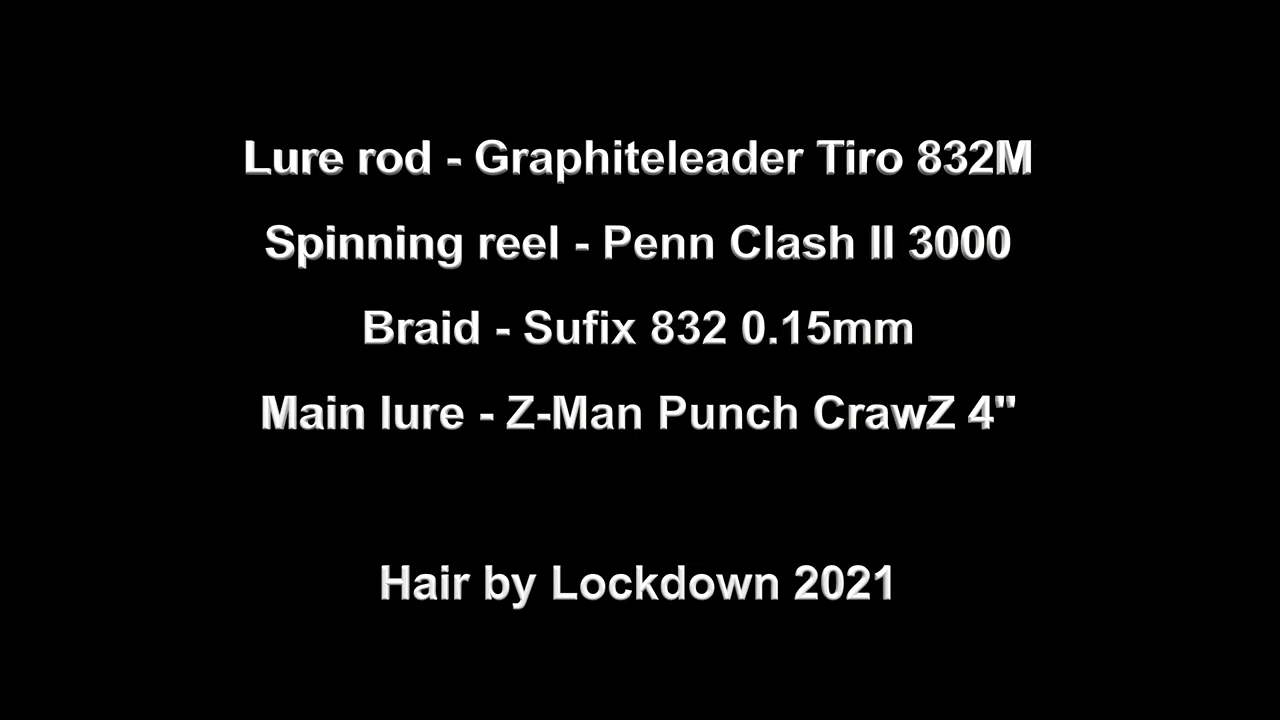 Lure rod - Graphiteleader Tiro 832M
Spinning reel - Penn Clash II 3000
Braid - Sufix 832 0.15mm
Main lure - Z-Man Punch CrawZ 4"
Hair by Lockdown 2021